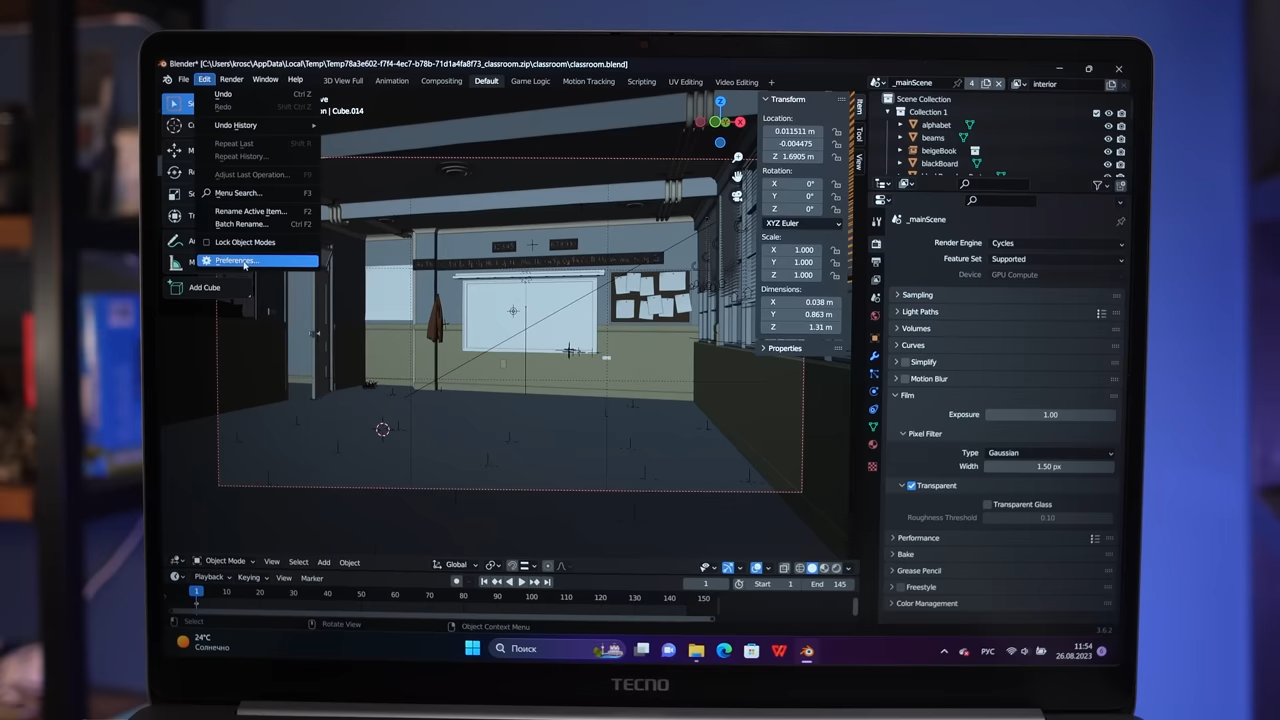 Blender* [C:\Users\krosc\AppData\Local\Temp\Temp78a3e602-f7f4-4ec7-b78b-71d1a4fa8f73_classroom.zip\classroom\classroom.blend]
File Edit Render Window Help 3D View Full Animation Compositing Default Game Logic Motion Tracking Scripting UV Editing Video Editing +
_mainScene 4 interior
Undo Ctrl Z
Redo Shift Ctrl Z
Undo History
Repeat Last Shift R
Repeat History...
Adjust Last Operation... F9
Menu Search... F3
Rename Active Item... F2
Batch Rename... Ctrl F2
Lock Object Modes
Preferences...
Add Cube
Cube.014
Z
Transform
Location:
0.011511 m
-0.004475
Z 1.6905 m
Rotation:
X 0°
Y 0°
Z 0°
XYZ Euler
Scale:
X 1.000
Y 1.000
Z 1.000
Dimensions:
X 0.038 m
Y 0.863 m
Z 1.31 m
Properties
Item
Tool
View
Scene Collection
Collection 1
alphabet
beams
beigeBook
blackBoard
_mainScene
Render Engine Cycles
Feature Set Supported
Device GPU Compute
Sampling
Light Paths
Volumes
Curves
Simplify
Motion Blur
Film
Exposure 1.00
Pixel Filter
Type Gaussian
Width 1.50 px
Transparent
Transparent Glass
Roughness Threshold 0.10
Performance
Bake
Grease Pencil
Freestyle
Color Management
Object Mode View Select Add Object Global
Playback Keying View Marker 1 Start 1 End 145
1 10 20 30 40 50 60 70 80 90 100 110 120 130 140 150
Select Rotate View Object Context Menu 3.6.2
24°C
Солнечно
Поиск
РУС
11:54
26.08.2023
TECNO